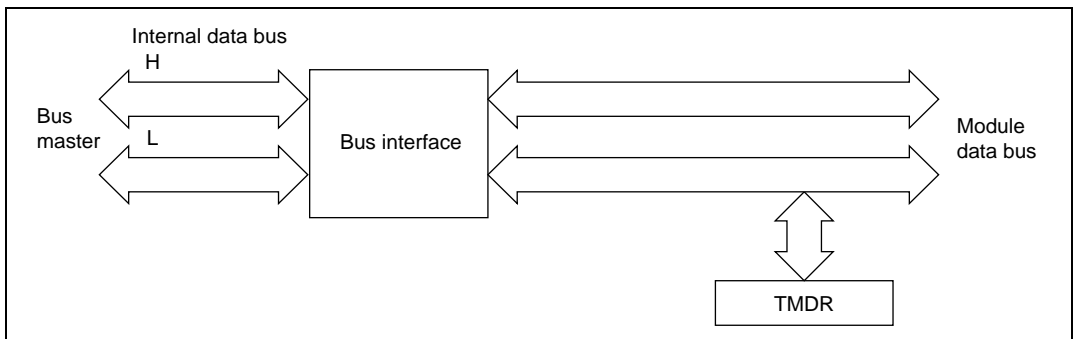 Internal data bus
H
Bus
master
L
Bus interface
Module
data bus
TMDR